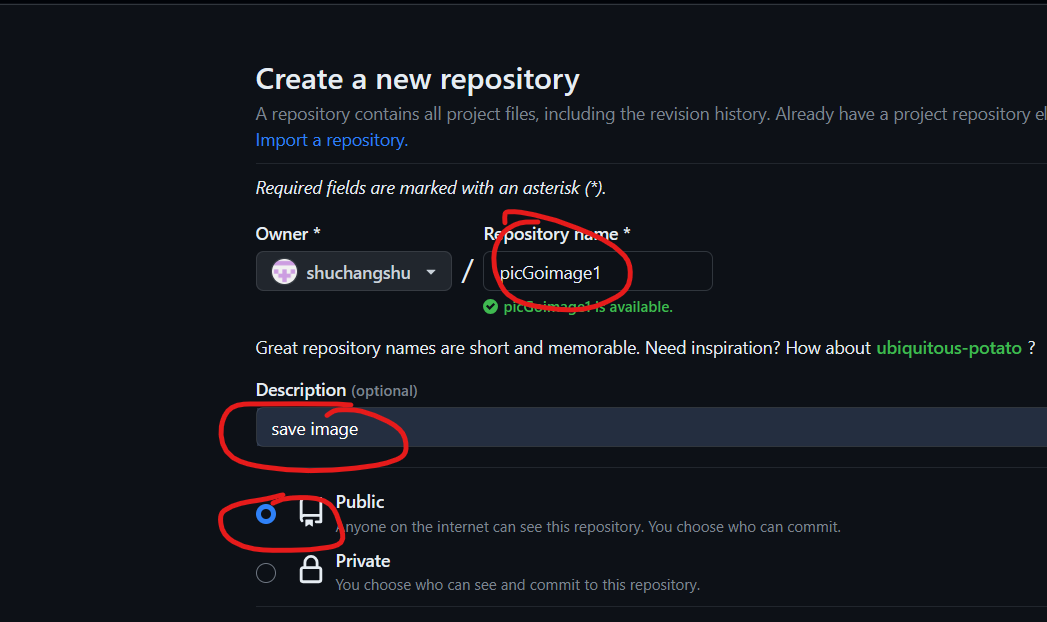 Create a new repository
A repository contains all project files, including the revision history. Already have a project repository el
Import a repository.
Required fields are marked with an asterisk (*).
Owner * Repository name *
shuchangshu / picGoimage1
picGoimage1 is available.
Great repository names are short and memorable. Need inspiration? How about ubiquitous-potato ?
Description (optional)
save image
Public
Anyone on the internet can see this repository. You choose who can commit.
Private
You choose who can see and commit to this repository.